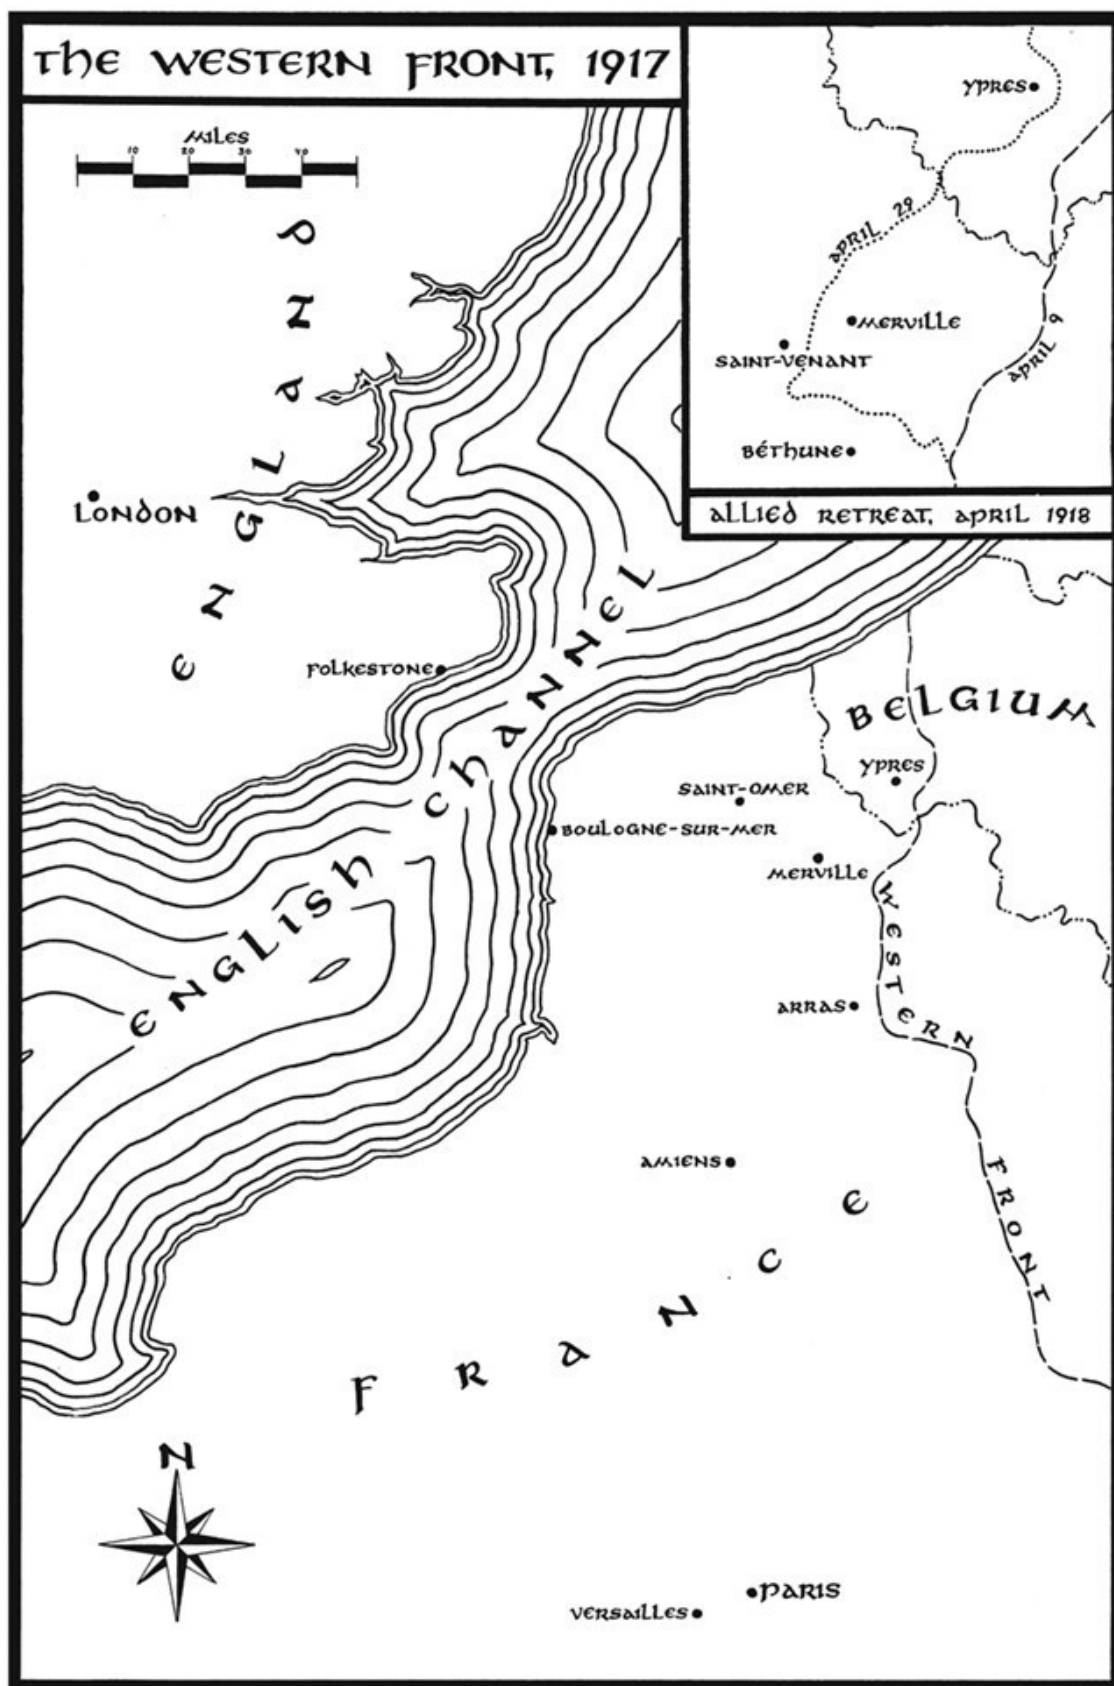 THE WESTERN FRONT, 1917
MILES
10 20 30 40
ENGLAND
LONDON
FOLKESTONE
ENGLISH CHANNEL
YPRES
APRIL 29
MERVILLE
SAINT-VENANT
APRIL 9
BÉTHUNE
ALLIED RETREAT, APRIL 1918
BELGIUM
YPRES
SAINT-OMER
BOULOGNE-SUR-MER
MERVILLE
WESTERN FRONT
ARRAS
AMIENS
FRANCE
N
PARIS
VERSAILLES